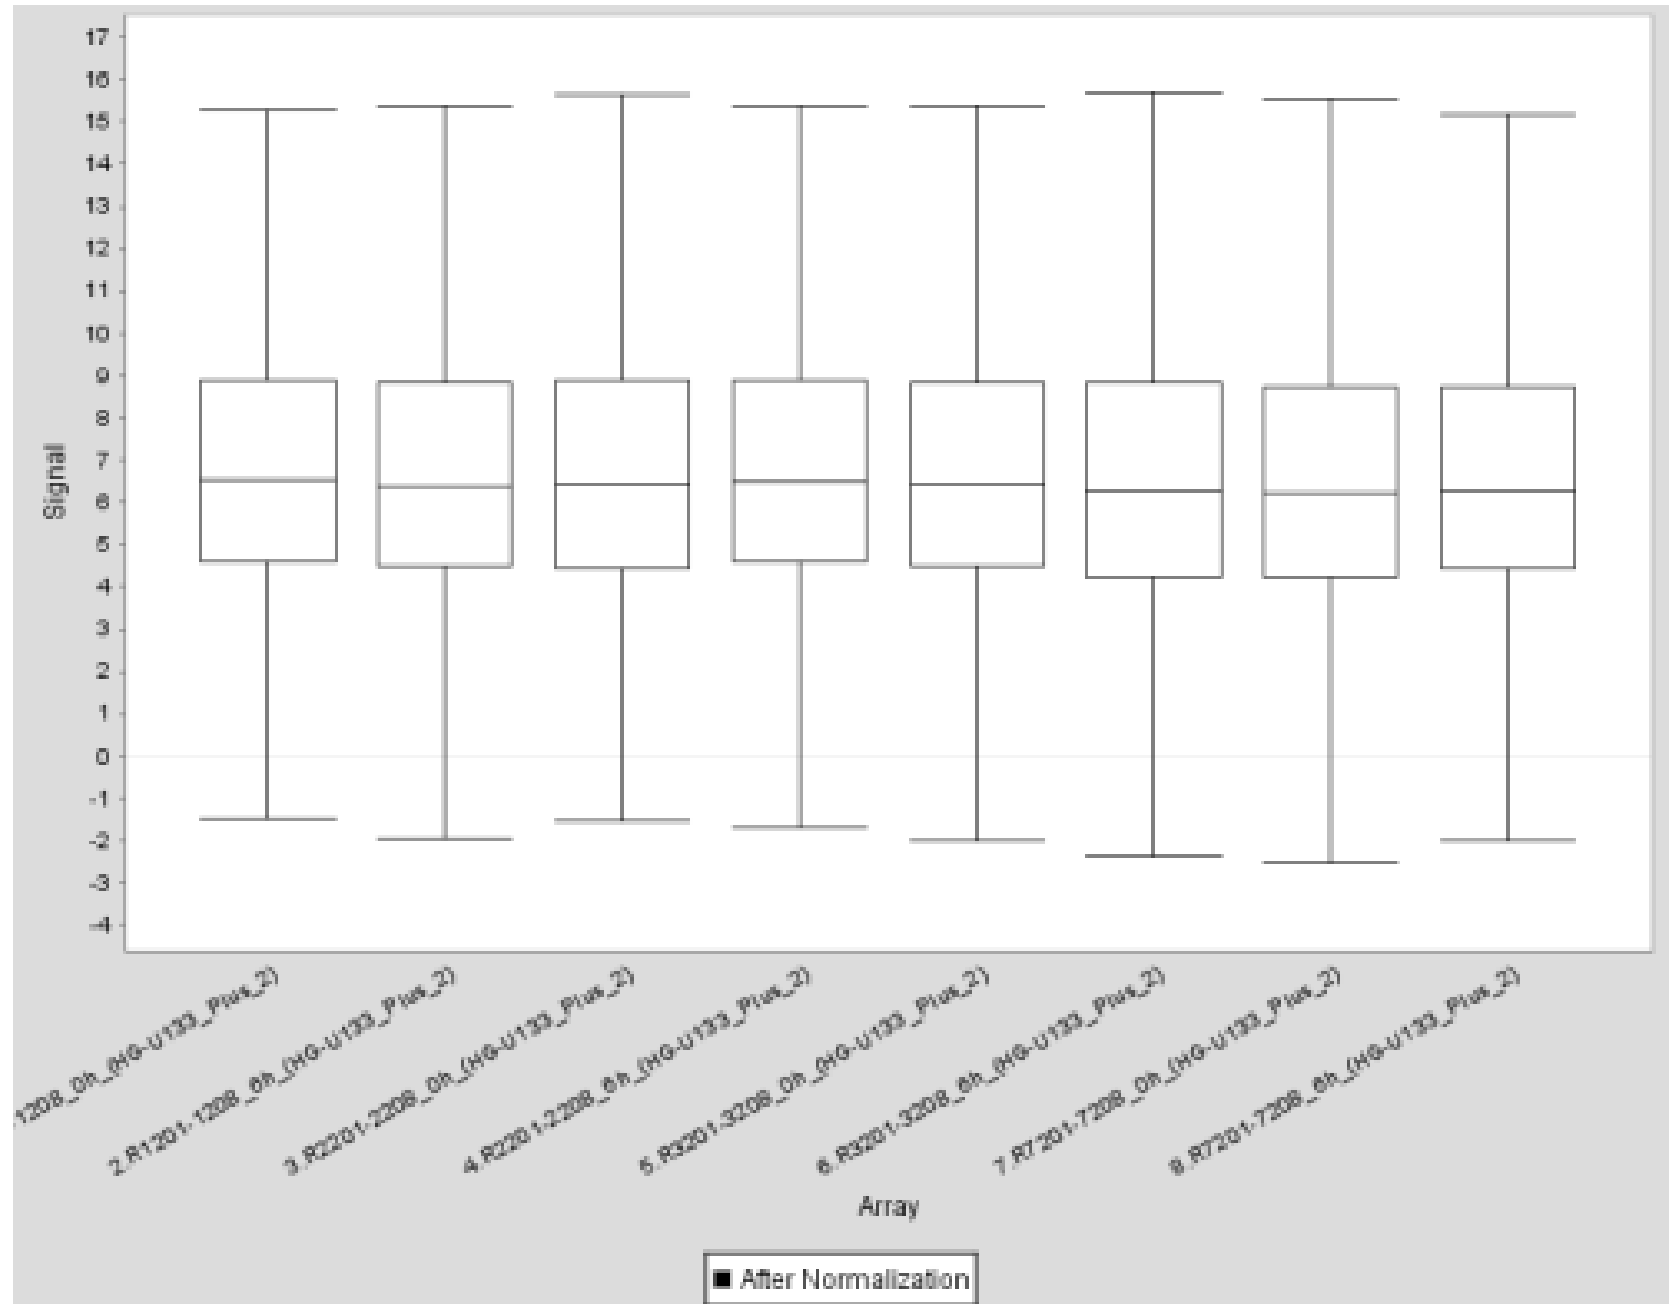 17
16
15
14
13
12
11
10
9
8
7
6
5
4
3
2
1
0
-1
-2
-3
-4
Signal
-1208_0h_(HG-U133_Plus_2)
2.R1201-1208_6h_(HG-U133_Plus_2)
3.R2201-2208_0h_(HG-U133_Plus_2)
4.R2201-2208_6h_(HG-U133_Plus_2)
5.R3201-3208_0h_(HG-U133_Plus_2)
6.R3201-3208_6h_(HG-U133_Plus_2)
7.R7201-7208_0h_(HG-U133_Plus_2)
8.R7201-7208_6h_(HG-U133_Plus_2)
Array
After Normalization